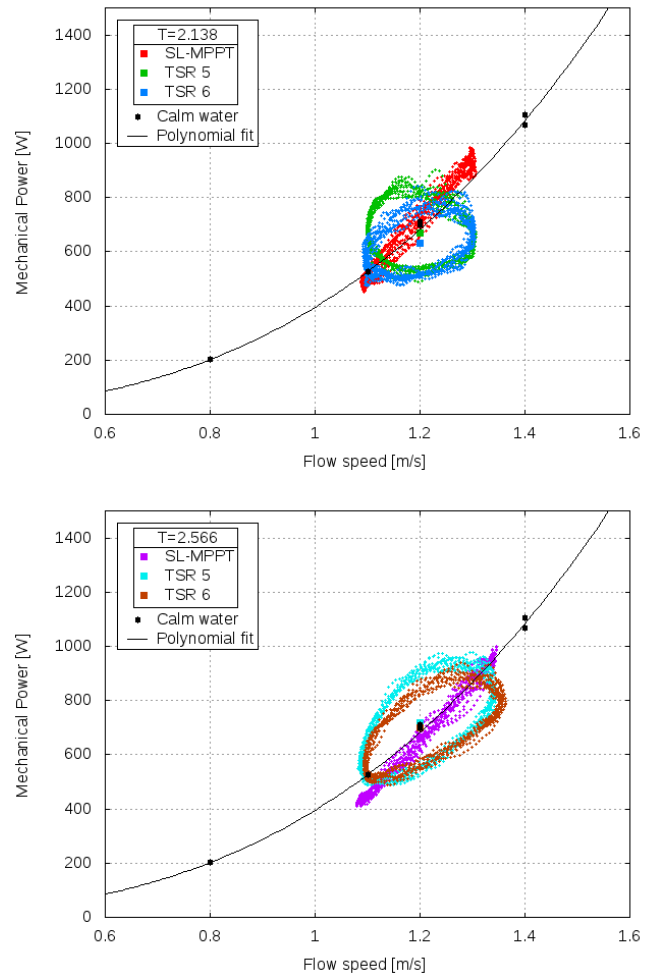 1400
1200
1000
800
600
400
200
0
Mechanical Power [W]
T=2.138
SL-MPPT
TSR 5
TSR 6
Calm water
Polynomial fit
0.6 0.8 1 1.2 1.4 1.6
Flow speed [m/s]
1400
1200
1000
800
600
400
200
0
Mechanical Power [W]
T=2.566
SL-MPPT
TSR 5
TSR 6
Calm water
Polynomial fit
0.6 0.8 1 1.2 1.4 1.6
Flow speed [m/s]